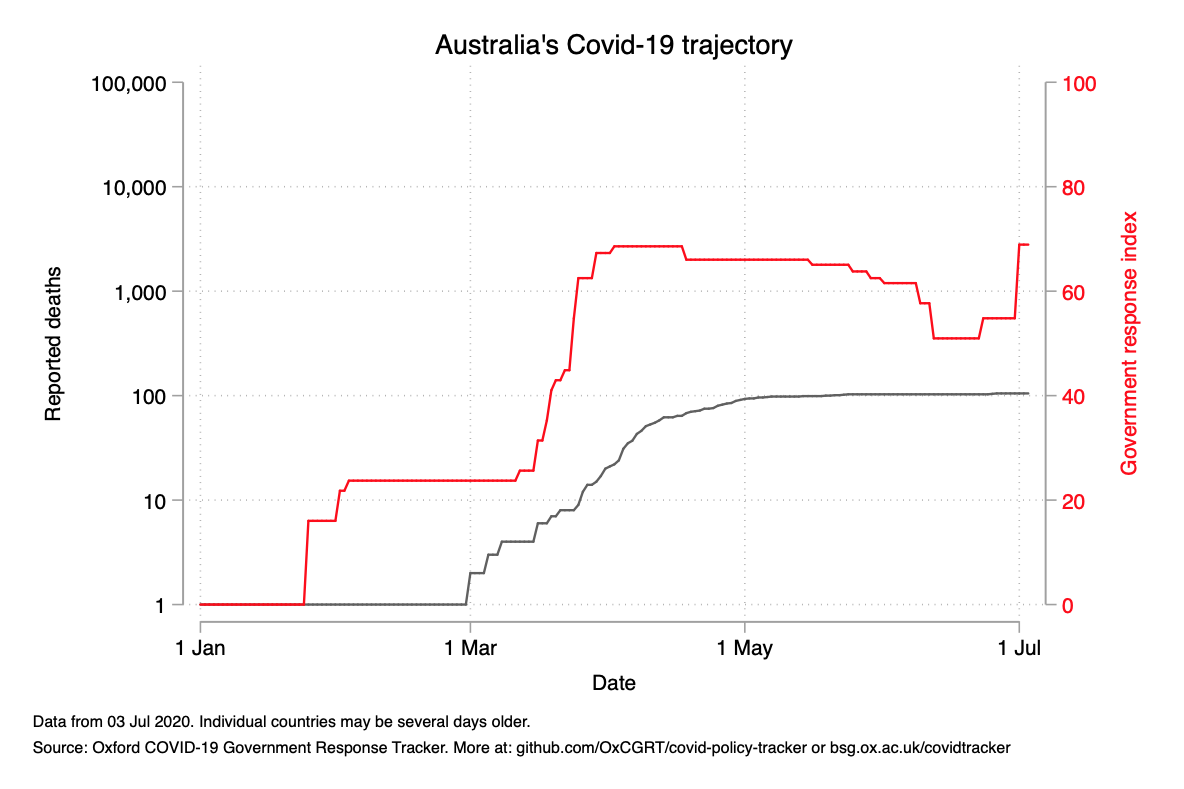 Australia's Covid-19 trajectory
100,000
10,000
1,000
100
10
1
Reported deaths
100
80
60
40
20
0
Government response index
1 Jan
1 Mar
1 May
1 Jul
Date
Data from 03 Jul 2020. Individual countries may be several days older.
Source: Oxford COVID-19 Government Response Tracker. More at: github.com/OxCGRT/covid-policy-tracker or bsg.ox.ac.uk/covidtracker